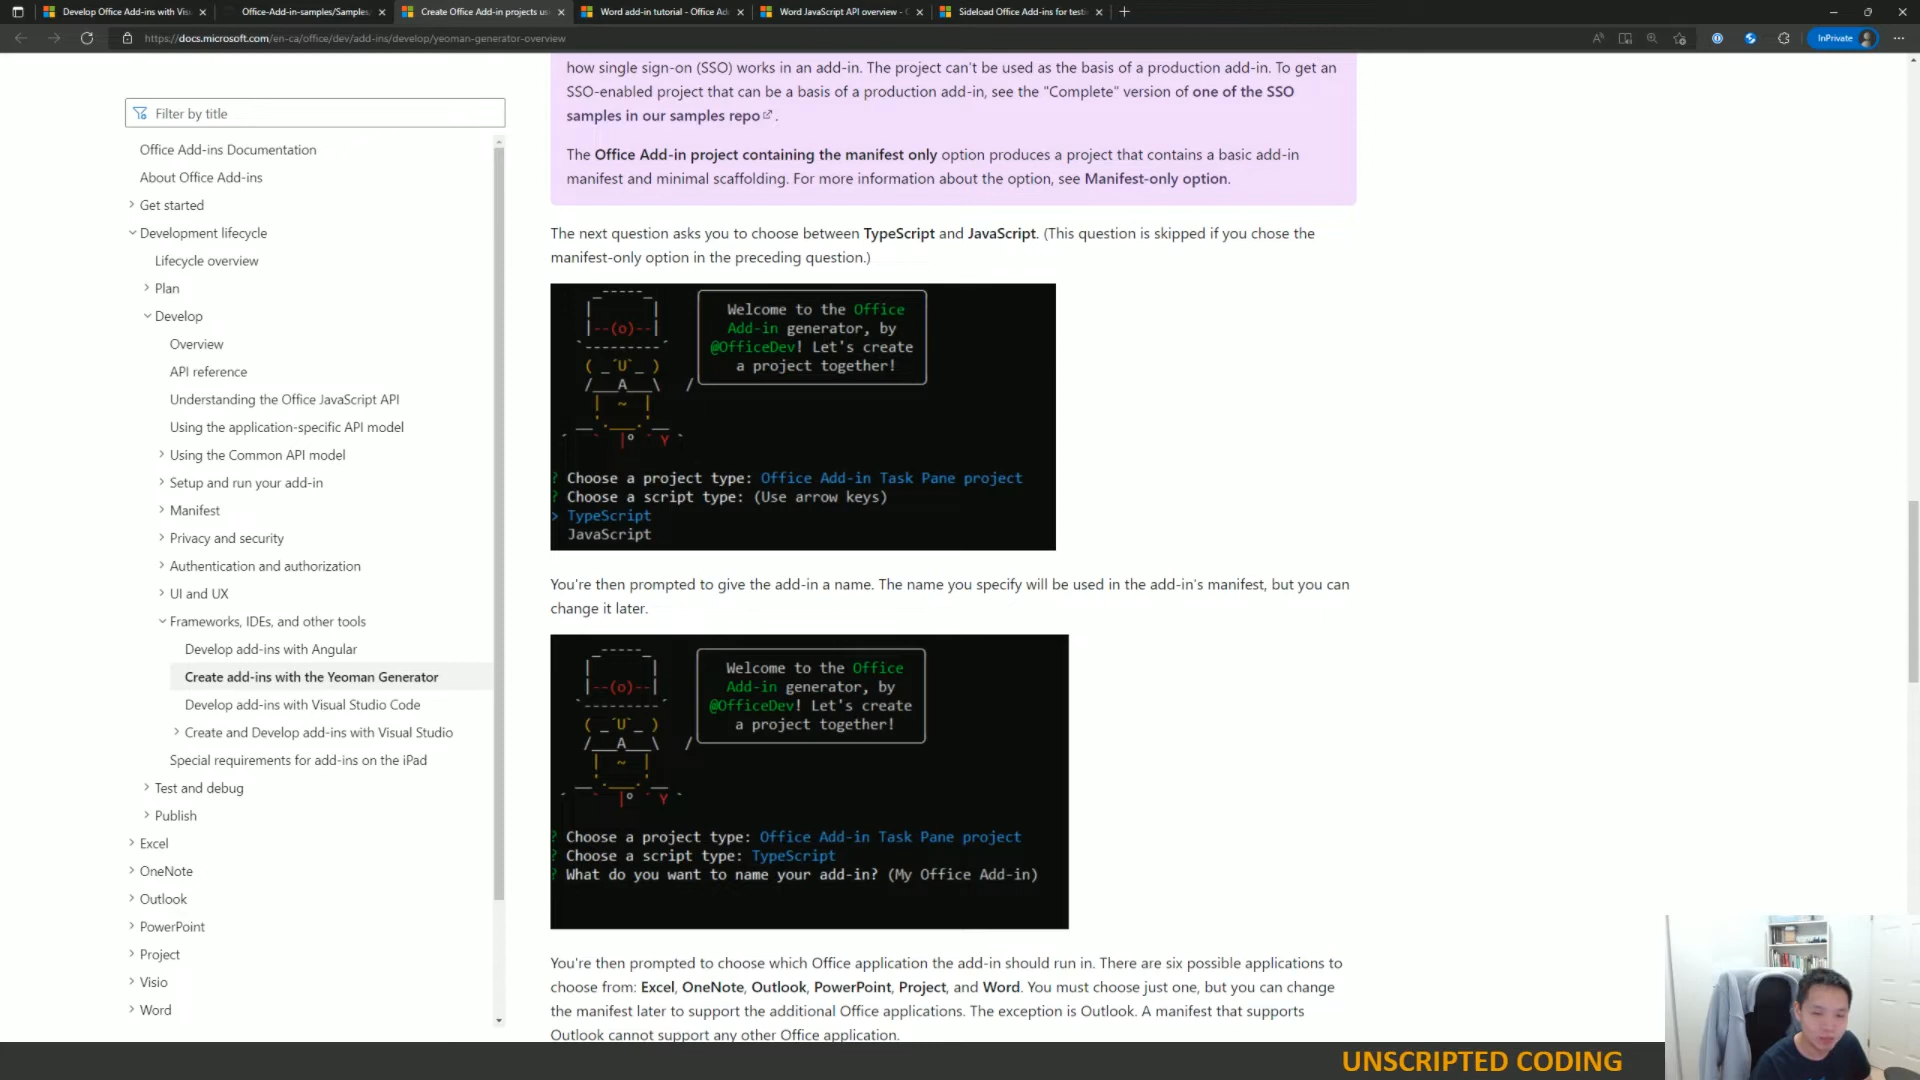 Develop Office Add-ins with Vis
Office-Add-in-samples/Samples
Create Office Add-in projects us
Word add-in tutorial - Office Ad
Word JavaScript API overview -
Sideload Office Add-ins for testi
https://docs.microsoft.com/en-ca/office/dev/add-ins/develop/yeoman-generator-overview
InPrivate
Filter by title
Office Add-ins Documentation
About Office Add-ins
Get started
Development lifecycle
Lifecycle overview
Plan
Develop
Overview
API reference
Understanding the Office JavaScript API
Using the application-specific API model
Using the Common API model
Setup and run your add-in
Manifest
Privacy and security
Authentication and authorization
UI and UX
Frameworks, IDEs, and other tools
Develop add-ins with Angular
Create add-ins with the Yeoman Generator
Develop add-ins with Visual Studio Code
Create and Develop add-ins with Visual Studio
Special requirements for add-ins on the iPad
Test and debug
Publish
Excel
OneNote
Outlook
PowerPoint
Project
Visio
Word
how single sign-on (SSO) works in an add-in. The project can't be used as the basis of a production add-in. To get an
SSO-enabled project that can be a basis of a production add-in, see the "Complete" version of one of the SSO
samples in our samples repo .
The Office Add-in project containing the manifest only option produces a project that contains a basic add-in
manifest and minimal scaffolding. For more information about the option, see Manifest-only option.
The next question asks you to choose between TypeScript and JavaScript. (This question is skipped if you chose the
manifest-only option in the preceding question.)
Welcome to the Office
Add-in generator, by
@OfficeDev! Let's create
a project together!
? Choose a project type: Office Add-in Task Pane project
? Choose a script type: (Use arrow keys)
> TypeScript
JavaScript
You're then prompted to give the add-in a name. The name you specify will be used in the add-in's manifest, but you can
change it later.
Welcome to the Office
Add-in generator, by
@OfficeDev! Let's create
a project together!
? Choose a project type: Office Add-in Task Pane project
? Choose a script type: TypeScript
? What do you want to name your add-in? (My Office Add-in)
You're then prompted to choose which Office application the add-in should run in. There are six possible applications to
choose from: Excel, OneNote, Outlook, PowerPoint, Project, and Word. You must choose just one, but you can change
the manifest later to support the additional Office applications. The exception is Outlook. A manifest that supports
Outlook cannot support any other Office application.
UNSCRIPTED CODING